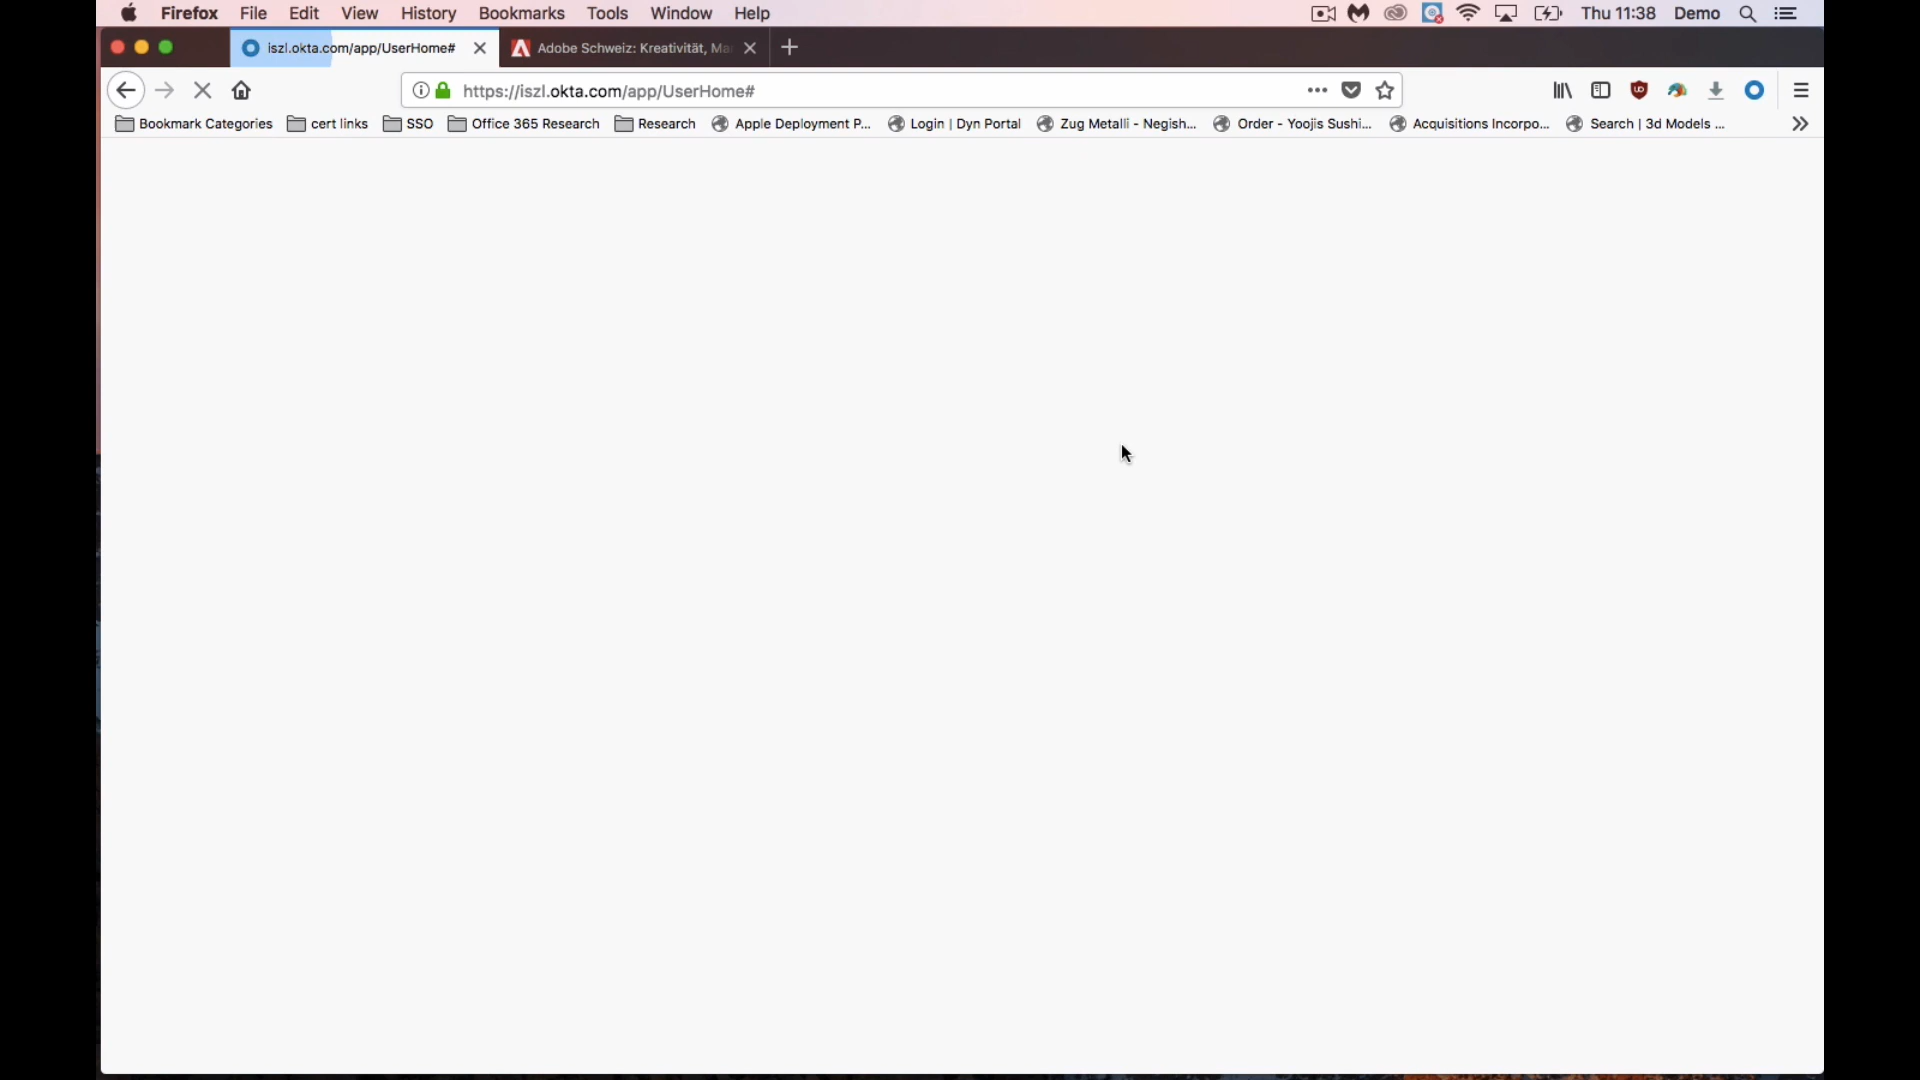 Firefox File Edit View History Bookmarks Tools Window Help Thu 11:38 Demo
iszl.okta.com/app/UserHome# Adobe Schweiz: Kreativität, Ma
https://iszl.okta.com/app/UserHome#
Bookmark Categories cert links SSO Office 365 Research Research Apple Deployment P... Login | Dyn Portal Zug Metalli - Negish... Order - Yoojis Sushi... Acquisitions Incorpo... Search | 3d Models ...